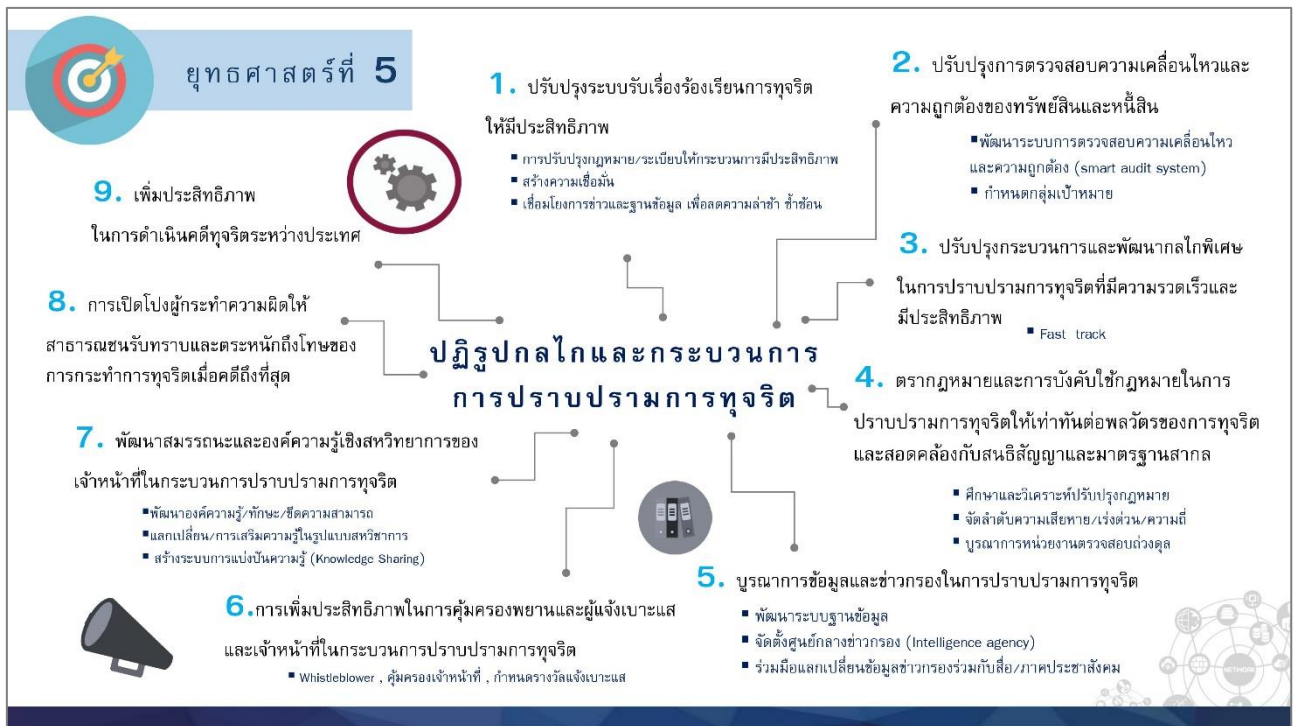 ยุทธศาสตร์ที่ 5
1. ปรับปรุงระบบรับเรื่องร้องเรียนการทุจริต
ให้มีประสิทธิภาพ
▪ การปรับปรุงกฎหมาย/ระเบียบให้กระบวนการมีประสิทธิภาพ
▪ สร้างความเชื่อมั่น
▪ เชื่อมโยงการข่าวและฐานข้อมูล เพื่อลดความล่าช้า ซ้ำซ้อน
2. ปรับปรุงการตรวจสอบความเคลื่อนไหวและ
ความถูกต้องของทรัพย์สินและหนี้สิน
▪พัฒนาระบบการตรวจสอบความเคลื่อนไหว
และความถูกต้อง (smart audit system)
▪ กำหนดกลุ่มเป้าหมาย
3. ปรับปรุงกระบวนการและพัฒนากลไกพิเศษ
ในการปราบปรามการทุจริตที่มีความรวดเร็วและ
มีประสิทธิภาพ
▪ Fast track
ปฏิรูปกลไกและกระบวนการ
การปราบปรามการทุจริต
4. ตรากฎหมายและการบังคับใช้กฎหมายในการ
ปราบปรามการทุจริตให้เท่าทันต่อพลวัตรของการทุจริต
และสอดคล้องกับสนธิสัญญาและมาตรฐานสากล
▪ ศึกษาและวิเคราะห์ปรับปรุงกฎหมาย
▪ จัดลำดับความเสียหาย/เร่งด่วน/ความถี่
▪ บูรณาการหน่วยงานตรวจสอบถ่วงดุล
5. บูรณาการข้อมูลและข่าวกรองในการปราบปรามการทุจริต
▪ พัฒนาระบบฐานข้อมูล
▪ จัดตั้งศูนย์กลางข่าวกรอง (Intelligence agency)
▪ ร่วมมือแลกเปลี่ยนข้อมูลข่าวกรองร่วมกับสื่อ/ภาคประชาสังคม
6.การเพิ่มประสิทธิภาพในการคุ้มครองพยานและผู้แจ้งเบาะแส
และเจ้าหน้าที่ในกระบวนการปราบปรามการทุจริต
▪ Whistleblower , คุ้มครองเจ้าหน้าที่ , กำหนดรางวัลแจ้งเบาะแส
7. พัฒนาสมรรถนะและองค์ความรู้เชิงสหวิทยาการของ
เจ้าหน้าที่ในกระบวนการปราบปรามการทุจริต
▪พัฒนาองค์ความรู้/ทักษะ/ขีดความสามารถ
▪แลกเปลี่ยน/การเสริมความรู้ในรูปแบบสหวิชาการ
▪ สร้างระบบการแบ่งปันความรู้ (Knowledge Sharing)
8. การเปิดโปงผู้กระทำความผิดให้
สาธารณชนรับทราบและตระหนักถึงโทษของ
การกระทำการทุจริตเมื่อคดีถึงที่สุด
9. เพิ่มประสิทธิภาพ
ในการดำเนินคดีทุจริตระหว่างประเทศ
NETWORK